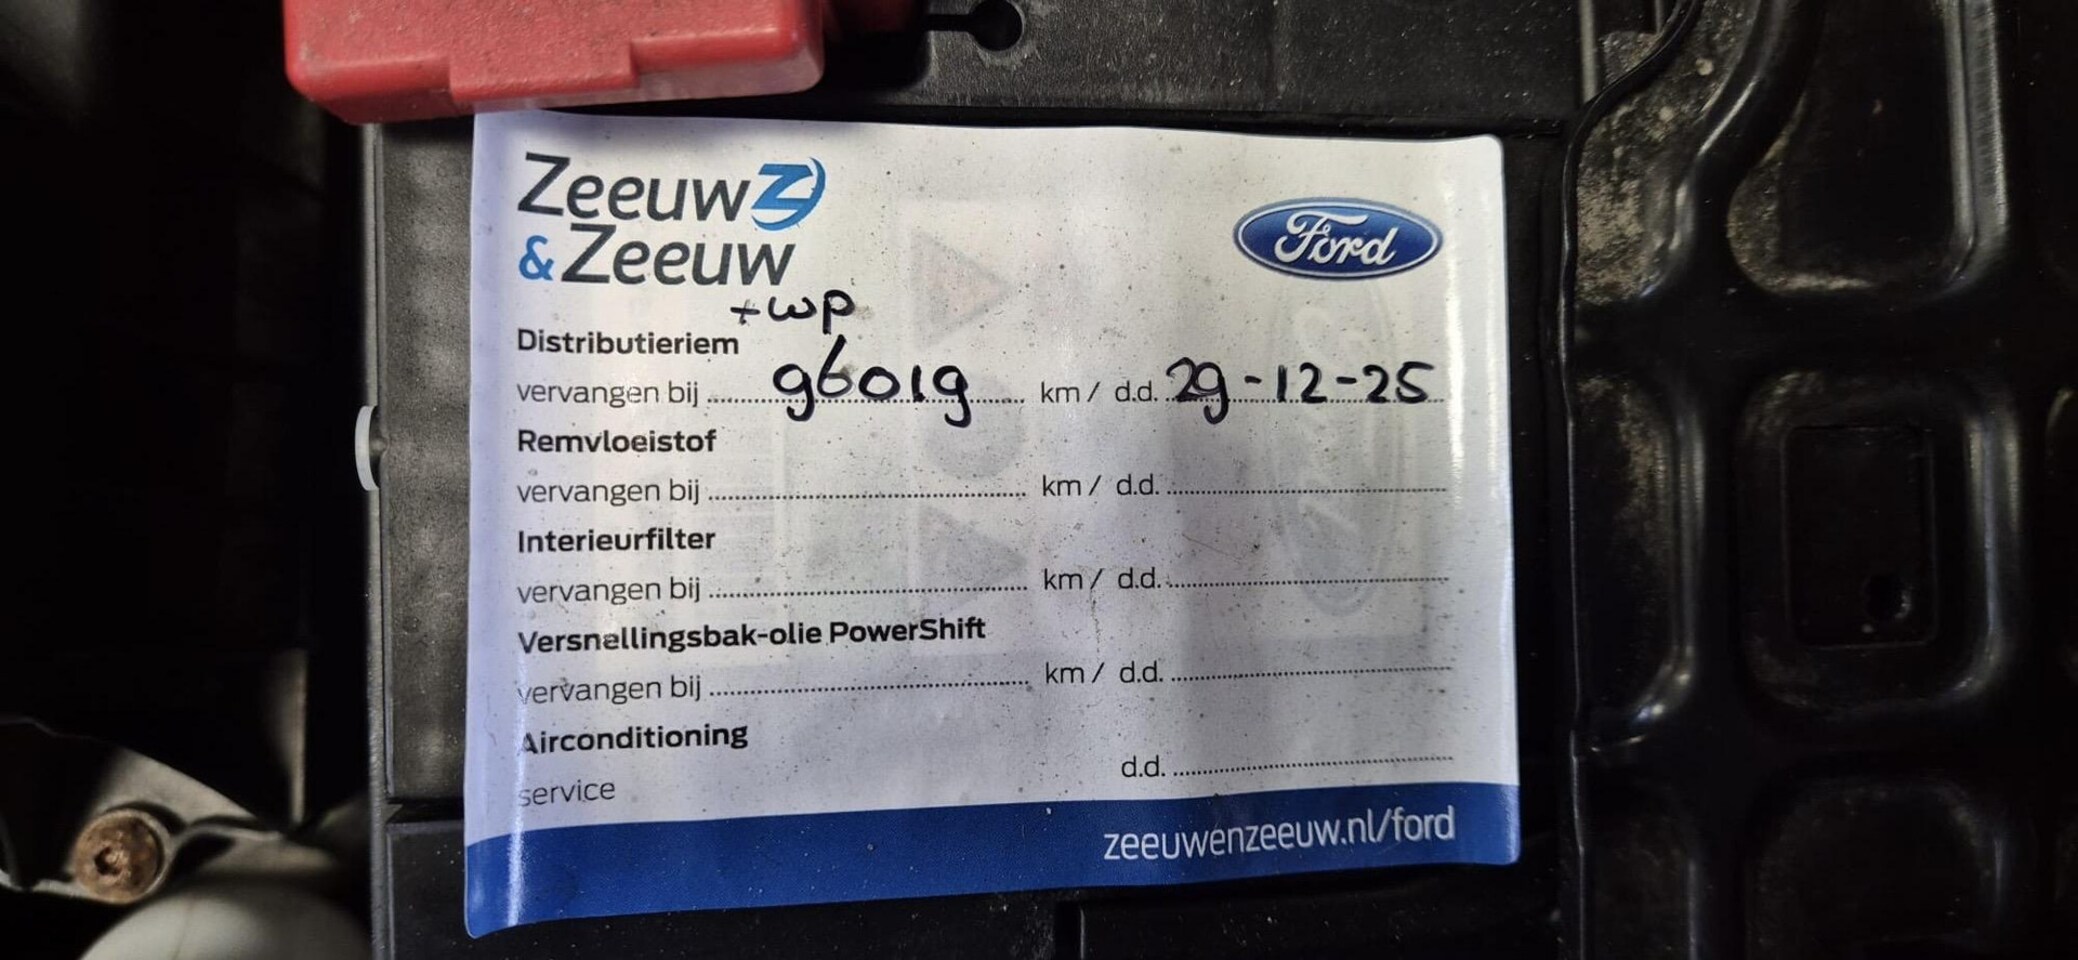 Zeeuw
& Zeeuw
Ford
+wp
Distributieriem
vervangen bij 96019 km / d.d. 29-12-25
Remvloeistof
vervangen bij km / d.d.
Interieurfilter
vervangen bij km / d.d.
Versnellingsbak-olie PowerShift
vervangen bij km / d.d.
Airconditioning
service d.d.
zeeuwenzeeuw.nl/ford